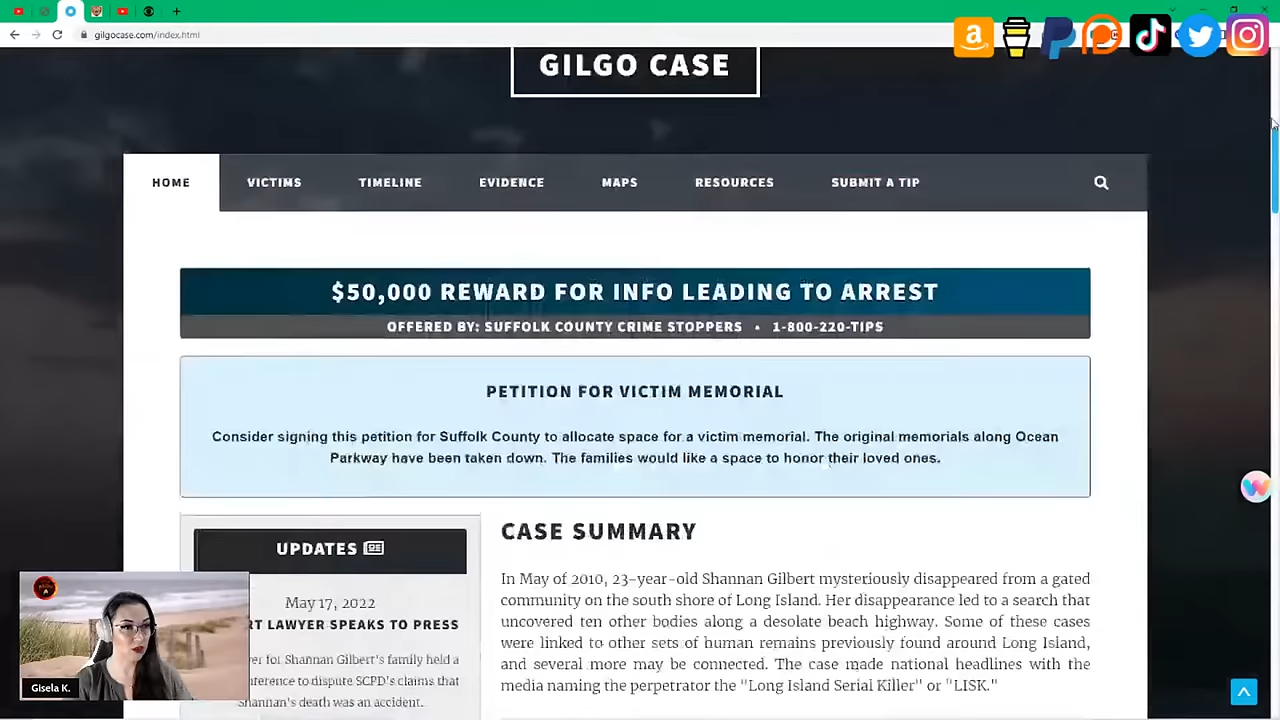 gilgocase.com/index.html
GILGO CASE
HOME VICTIMS TIMELINE EVIDENCE MAPS RESOURCES SUBMIT A TIP
$50,000 REWARD FOR INFO LEADING TO ARREST
OFFERED BY: SUFFOLK COUNTY CRIME STOPPERS • 1-800-220-TIPS
PETITION FOR VICTIM MEMORIAL
Consider signing this petition for Suffolk County to allocate space for a victim memorial. The original memorials along Ocean
Parkway have been taken down. The families would like a space to honor their loved ones.
UPDATES
May 17, 2022
RT LAWYER SPEAKS TO PRESS
er for Shannan Gilbert's family held a
ference to dispute SCPD's claims that
Shannan's death was an accident.
CASE SUMMARY
In May of 2010, 23-year-old Shannan Gilbert mysteriously disappeared from a gated
community on the south shore of Long Island. Her disappearance led to a search that
uncovered ten other bodies along a desolate beach highway. Some of these cases
were linked to other sets of human remains previously found around Long Island,
and several more may be connected. The case made national headlines with the
media naming the perpetrator the "Long Island Serial Killer" or "LISK."
Gisela K.